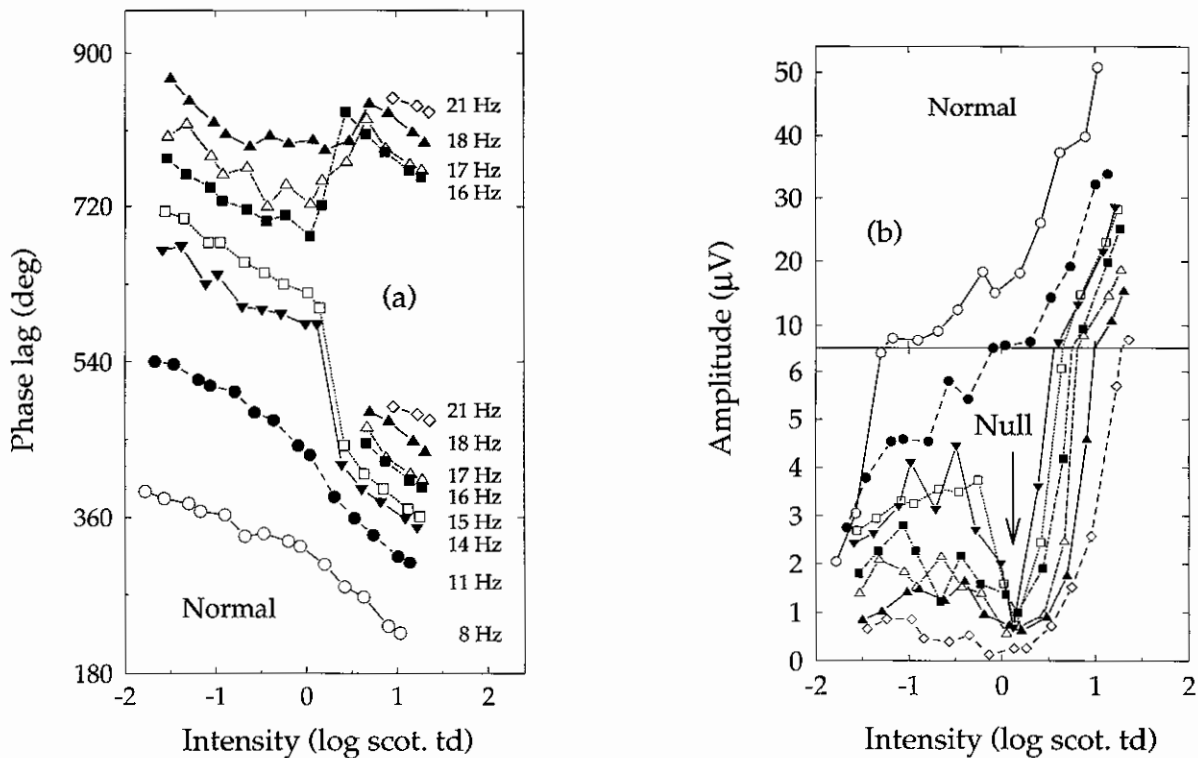 900
720
540
360
180
Phase lag (deg)
21 Hz
18 Hz
17 Hz
16 Hz
(a)
21 Hz
18 Hz
17 Hz
16 Hz
15 Hz
14 Hz
11 Hz
8 Hz
Normal
-2 -1 0 1 2
Intensity (log scot. td)
50
40
30
20
10
6
5
4
3
2
1
0
Amplitude (μV)
Normal
(b)
Null
-2 -1 0 1 2
Intensity (log scot. td)